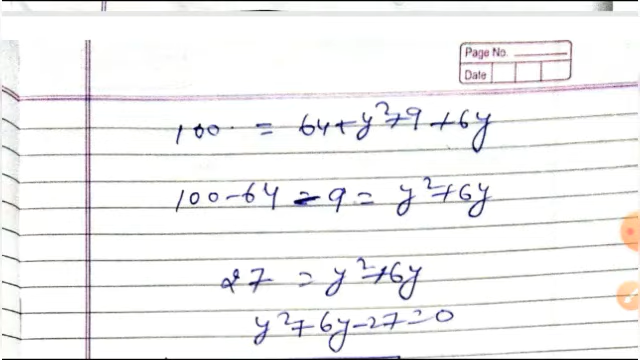 Page No.
Date
100 = 64+y²+9+6y
100-64-9 = y²+6y
27 = y²+6y
y²+6y-27=0